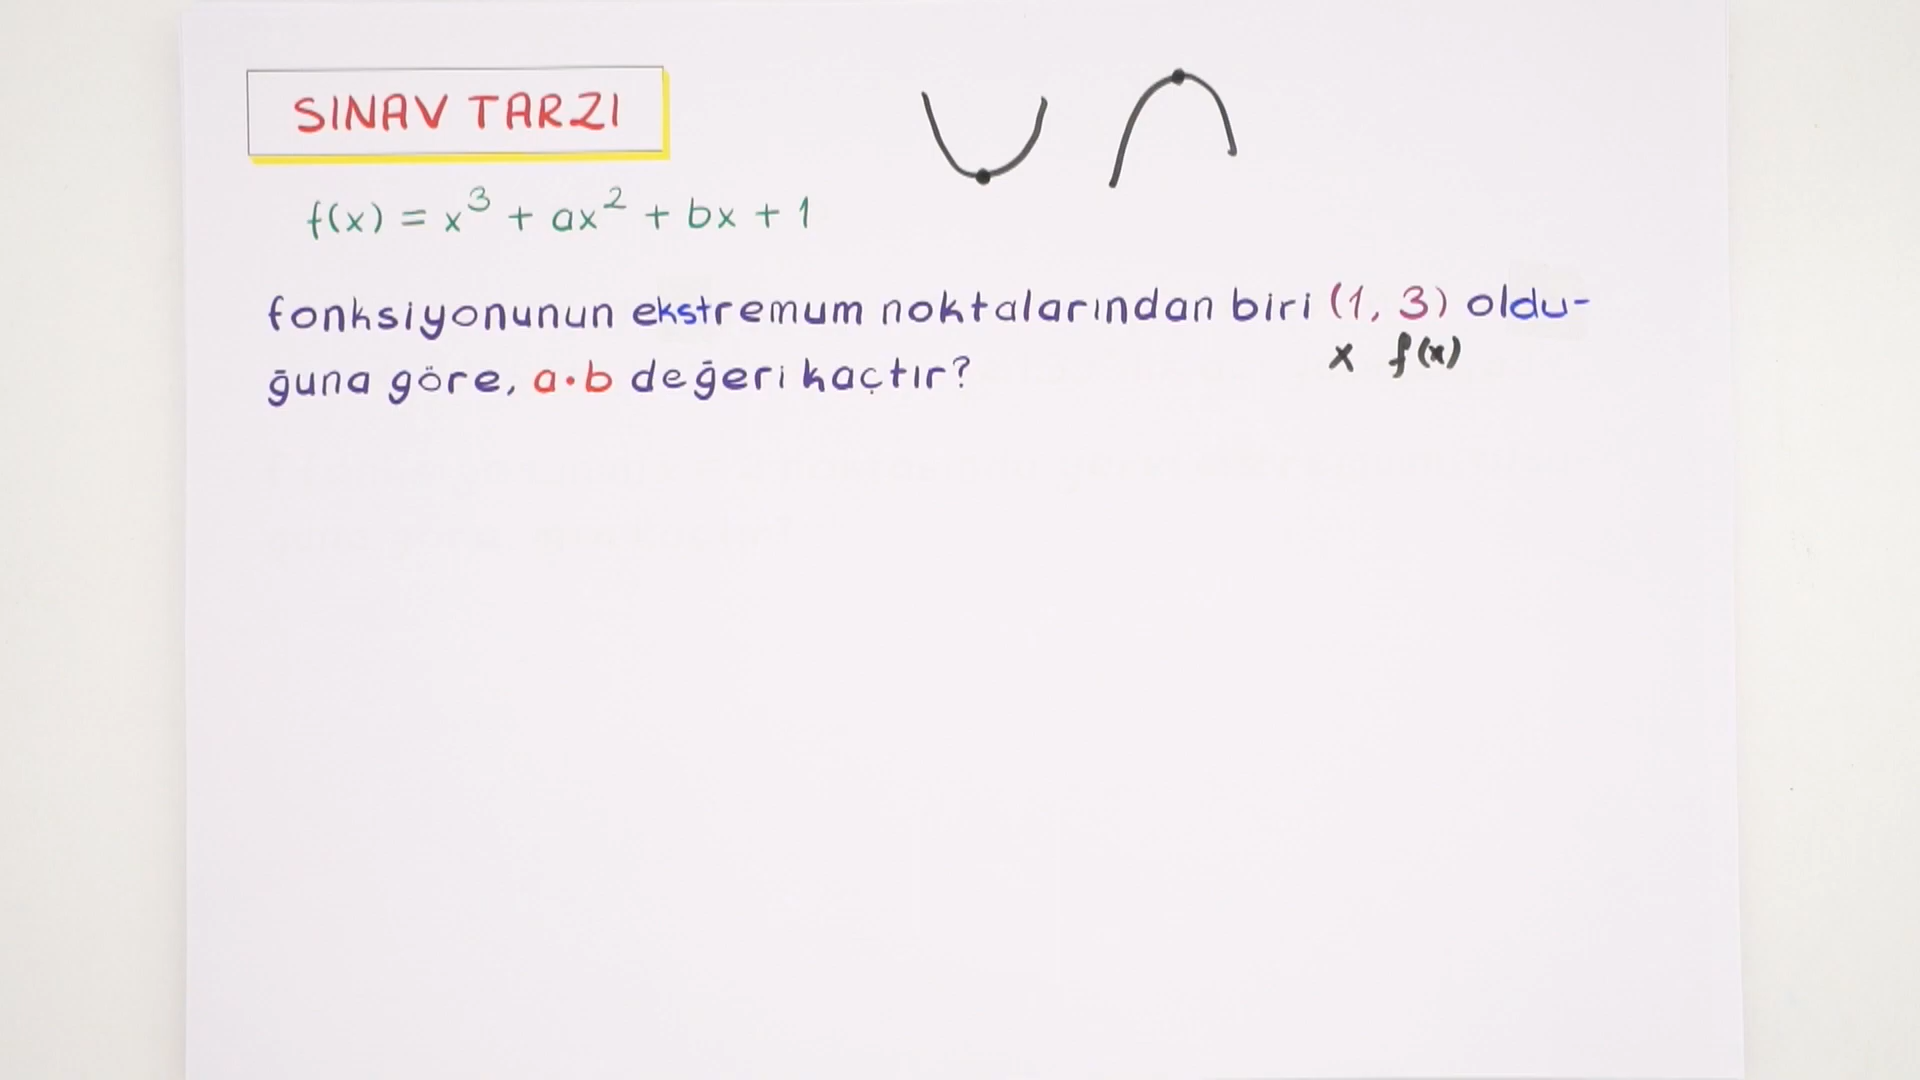 SINAV TARZI
f(x) = x³ + ax² + bx + 1
fonksiyonunun ekstremum noktalarından biri (1, 3) oldu-
x f(x)
ğuna göre, a·b değeri kaçtır?